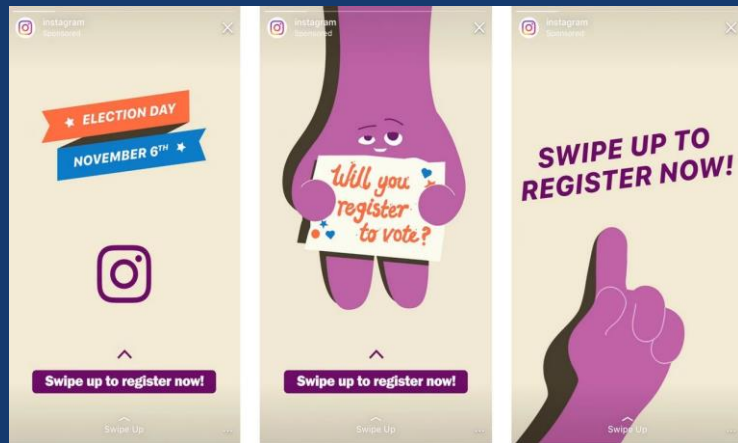 instagram
Sponsored
ELECTION DAY
NOVEMBER 6TH
Swipe up to register now!
Swipe Up
instagram
Sponsored
Will you
register
to vote?
Swipe up to register now!
Swipe Up
instagram
Sponsored
SWIPE UP TO
REGISTER NOW!
Swipe Up